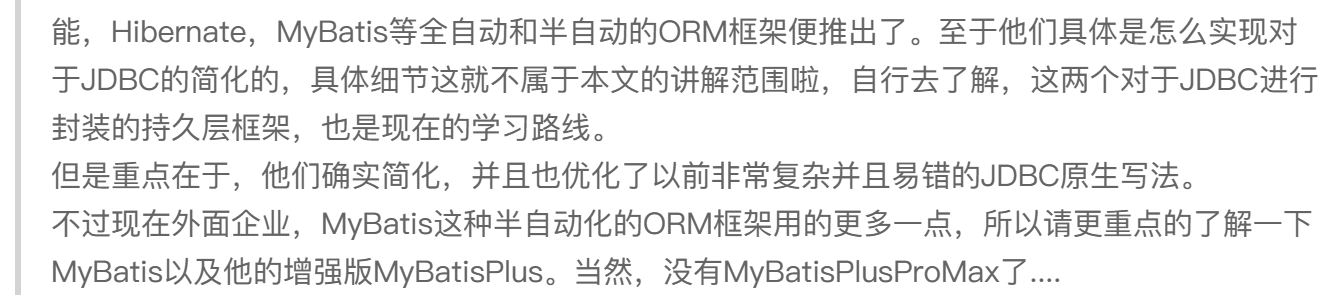 能，Hibernate，MyBatis等全自动和半自动的ORM框架便推出了。至于他们具体是怎么实现对
于JDBC的简化的，具体细节这就不属于本文的讲解范围啦，自行去了解，这两个对于JDBC进行
封装的持久层框架，也是现在的学习路线。
但是重点在于，他们确实简化，并且也优化了以前非常复杂并且易错的JDBC原生写法。
不过现在外面企业，MyBatis这种半自动化的ORM框架用的更多一点，所以请更重点的了解一下
MyBatis以及他的增强版MyBatisPlus。当然，没有MyBatisPlusProMax了....